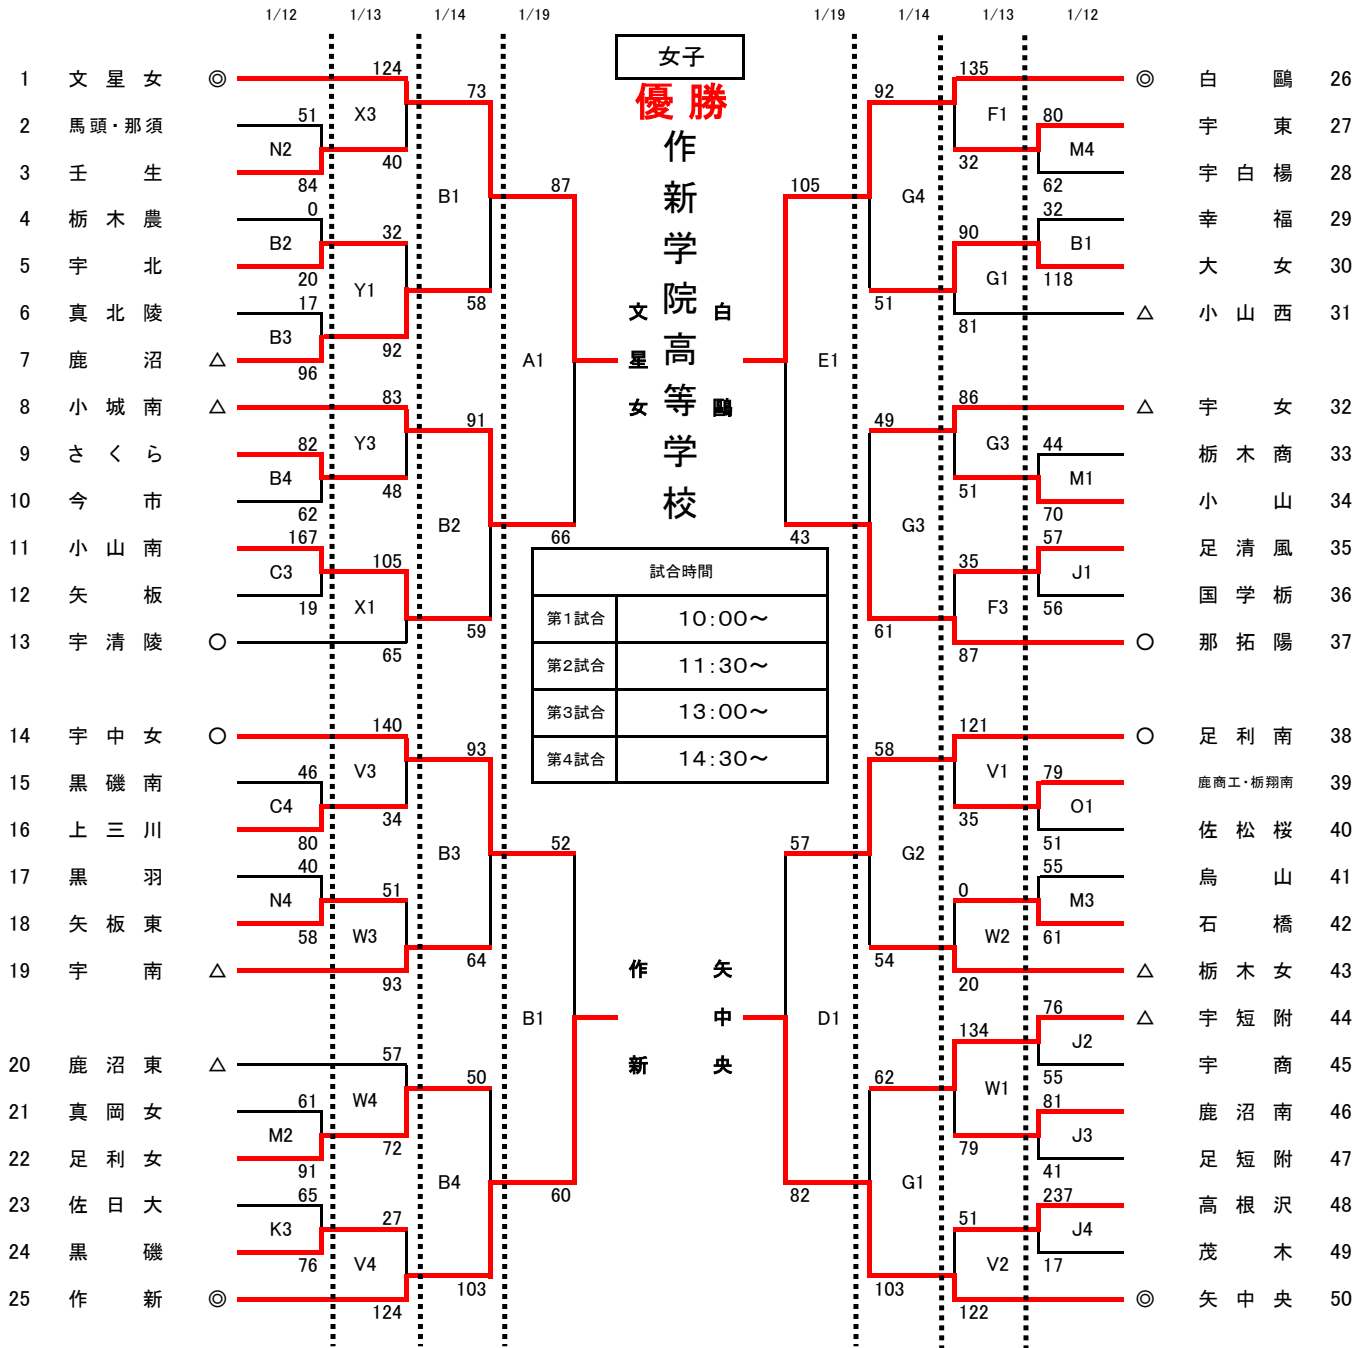 1/12 1/13 1/14 1/19 1/19 1/14 1/13 1/12
女子
優勝
作新学院高等学校
1 文星女 ◎
2 馬頭・那須
3 壬生
4 栃木農
5 宇北
6 真北陵
7 鹿沼 △
8 小城南 △
9 さくら
10 今市
11 小山南
12 矢板
13 宇清陵 ○
14 宇中女 ○
15 黒磯南
16 上三川
17 黒羽
18 矢板東
19 宇南 △
20 鹿沼東 △
21 真岡女
22 足利女
23 佐日大
24 黒磯
25 作新 ◎
51
N2
84
0
B2
20
17
B3
96
82
B4
62
167
C3
19
46
C4
80
40
N4
58
61
M2
91
65
K3
76
124
X3
40
32
Y1
92
83
Y3
48
105
X1
65
140
V3
34
51
W3
93
57
W4
72
27
V4
124
73
B1
58
91
B2
59
93
B3
64
50
B4
103
87
A1
66
52
B1
60
文星女
白鷗
作新
矢中央
試合時間
第1試合 10:00～
第2試合 11:30～
第3試合 13:00～
第4試合 14:30～
105
E1
43
57
D1
82
92
G4
51
49
G3
61
58
G2
54
62
G1
103
135
F1
32
90
G1
81
86
G3
51
35
F3
87
121
V1
35
0
W2
20
134
W1
79
51
V2
122
80
M4
62
32
B1
118
44
M1
70
57
J1
56
79
O1
51
55
M3
61
76
J2
55
81
J3
41
237
J4
17
◎ 白鷗 26
宇東 27
宇白楊 28
幸福 29
大女 30
△ 小山西 31
△ 宇女 32
栃木商 33
小山 34
足清風 35
国学栃 36
○ 那拓陽 37
○ 足利南 38
鹿商工・栃翔南 39
佐松桜 40
烏山 41
石橋 42
△ 栃木女 43
△ 宇短附 44
宇商 45
鹿沼南 46
足短附 47
高根沢 48
茂木 49
◎ 矢中央 50